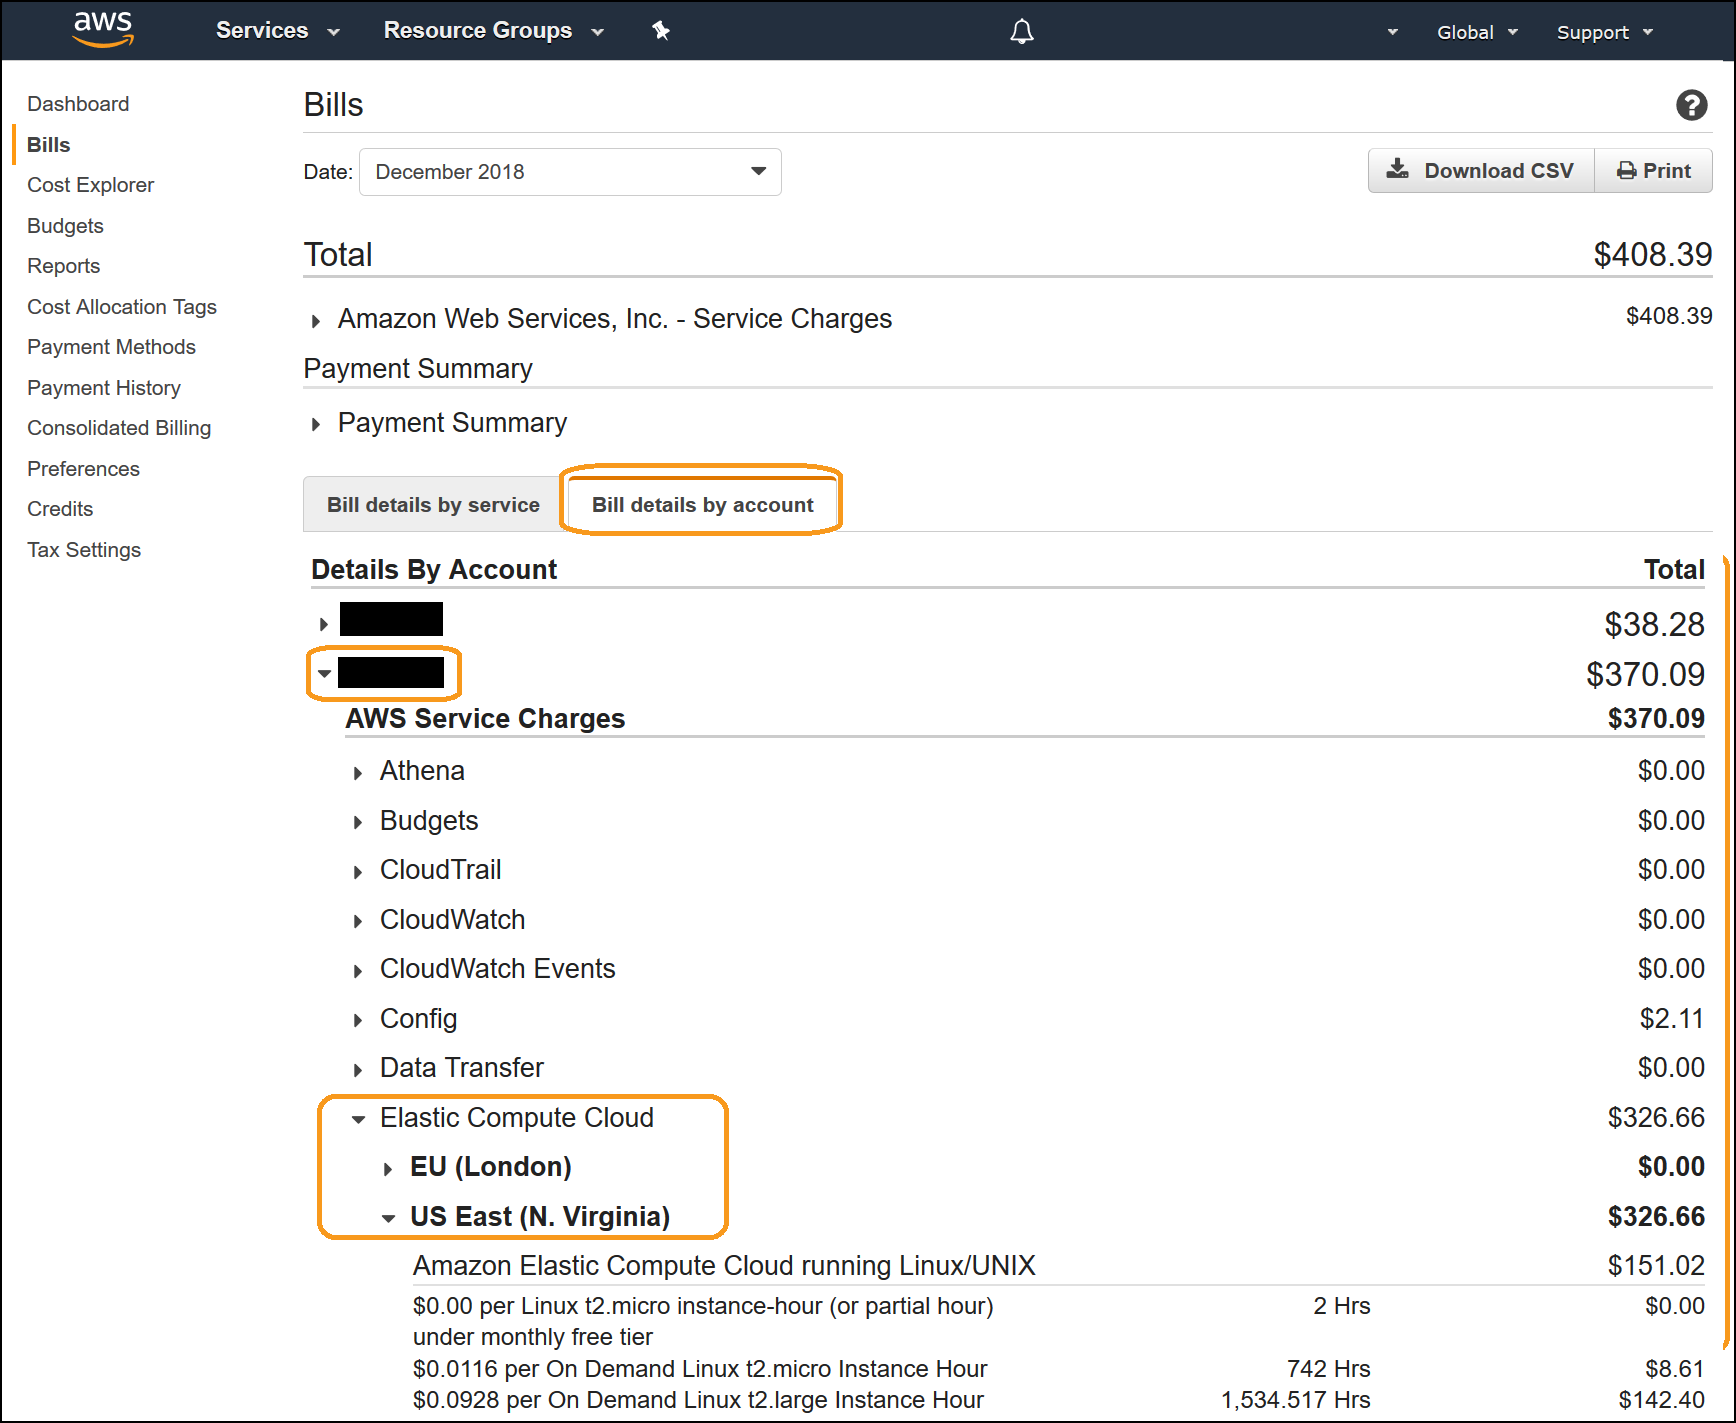 aws Services Resource Groups Global Support
Dashboard
Bills
Cost Explorer
Budgets
Reports
Cost Allocation Tags
Payment Methods
Payment History
Consolidated Billing
Preferences
Credits
Tax Settings
Bills
Date: December 2018 Download CSV Print
Total $408.39
Amazon Web Services, Inc. - Service Charges $408.39
Payment Summary
Payment Summary
Bill details by service Bill details by account
Details By Account Total
$38.28
$370.09
AWS Service Charges $370.09
Athena $0.00
Budgets $0.00
CloudTrail $0.00
CloudWatch $0.00
CloudWatch Events $0.00
Config $2.11
Data Transfer $0.00
Elastic Compute Cloud $326.66
EU (London) $0.00
US East (N. Virginia) $326.66
Amazon Elastic Compute Cloud running Linux/UNIX $151.02
$0.00 per Linux t2.micro instance-hour (or partial hour) 2 Hrs $0.00
under monthly free tier
$0.0116 per On Demand Linux t2.micro Instance Hour 742 Hrs $8.61
$0.0928 per On Demand Linux t2.large Instance Hour 1,534.517 Hrs $142.40